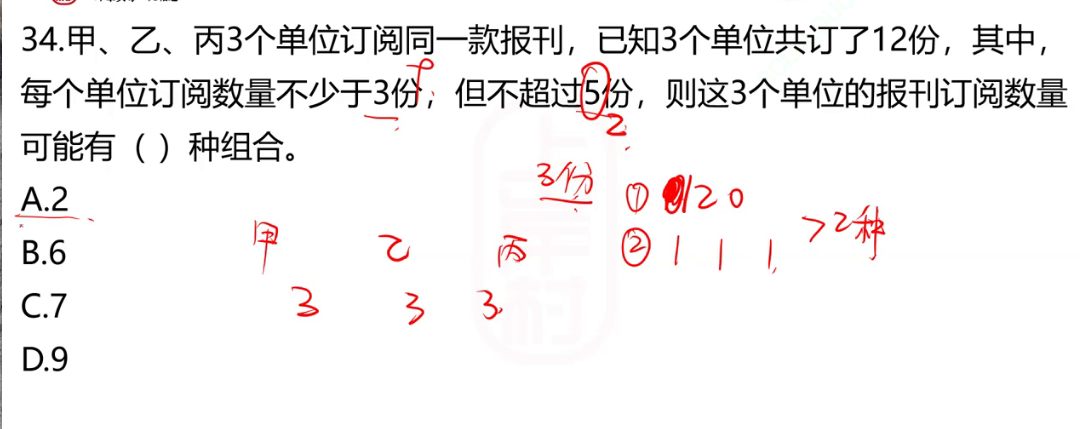 34.甲、乙、丙3个单位订阅同一款报刊，已知3个单位共订了12份，其中，
每个单位订阅数量不少于3份，但不超过5份，则这3个单位的报刊订阅数量
可能有（ ）种组合。
2
3份 ① 120
A.2
甲 乙 丙 ② 1 1 1 >2种
B.6
3 3 3
C.7
D.9